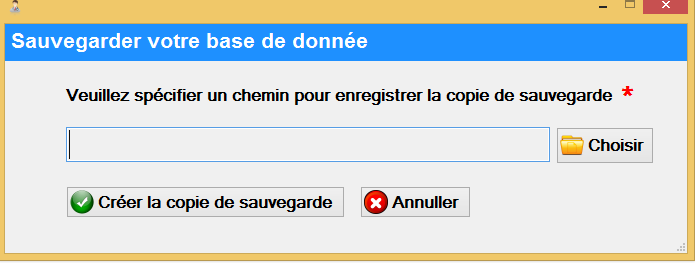 Sauvegarder votre base de donnée
Veuillez spécifier un chemin pour enregistrer la copie de sauvegarde *
Choisir
Créer la copie de sauvegarde
Annuller